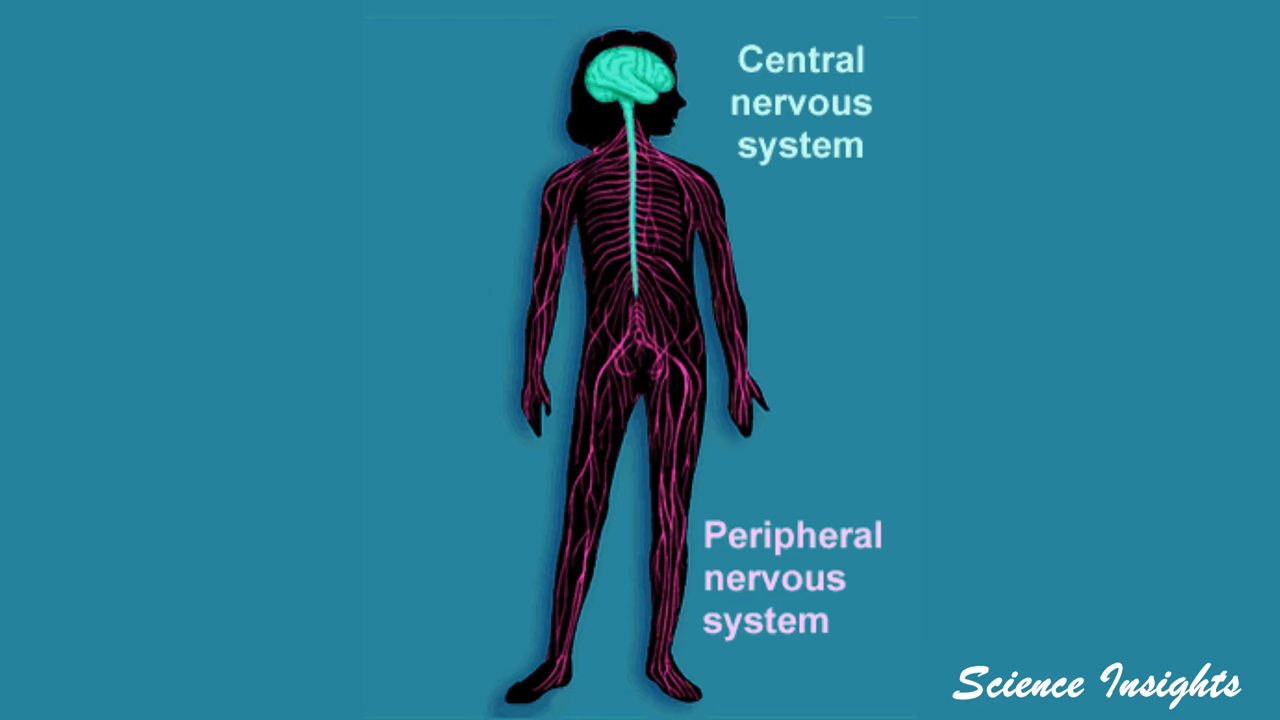 Central
nervous
system
Peripheral
nervous
system
Science Insights